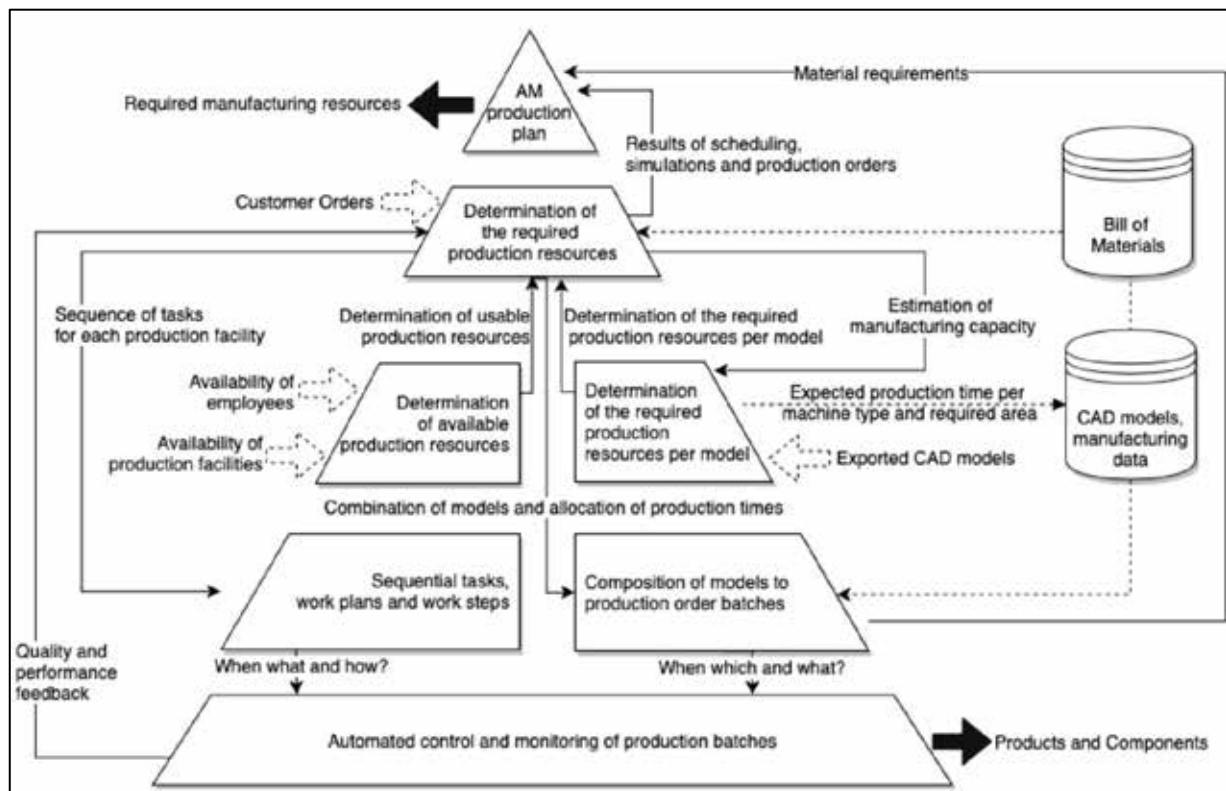 AM
production
plan
Required manufacturing resources
Material requirements
Results of scheduling,
simulations and production orders
Customer Orders
Determination of
the required
production resources
Bill of
Materials
Sequence of tasks
for each production facility
Determination of usable
production resources
Determination of the required
production resources per model
Estimation of
manufacturing capacity
Availability of
employees
Availability of
production facilities
Determination
of available
production resources
Determination
of the required
production
resources per model
Expected production time per
machine type and required area
Exported CAD models
CAD models,
manufacturing
data
Combination of models and allocation of production times
Sequential tasks,
work plans and work steps
Composition of models to
production order batches
Quality and
performance
feedback
When what and how?
When which and what?
Automated control and monitoring of production batches
Products and Components